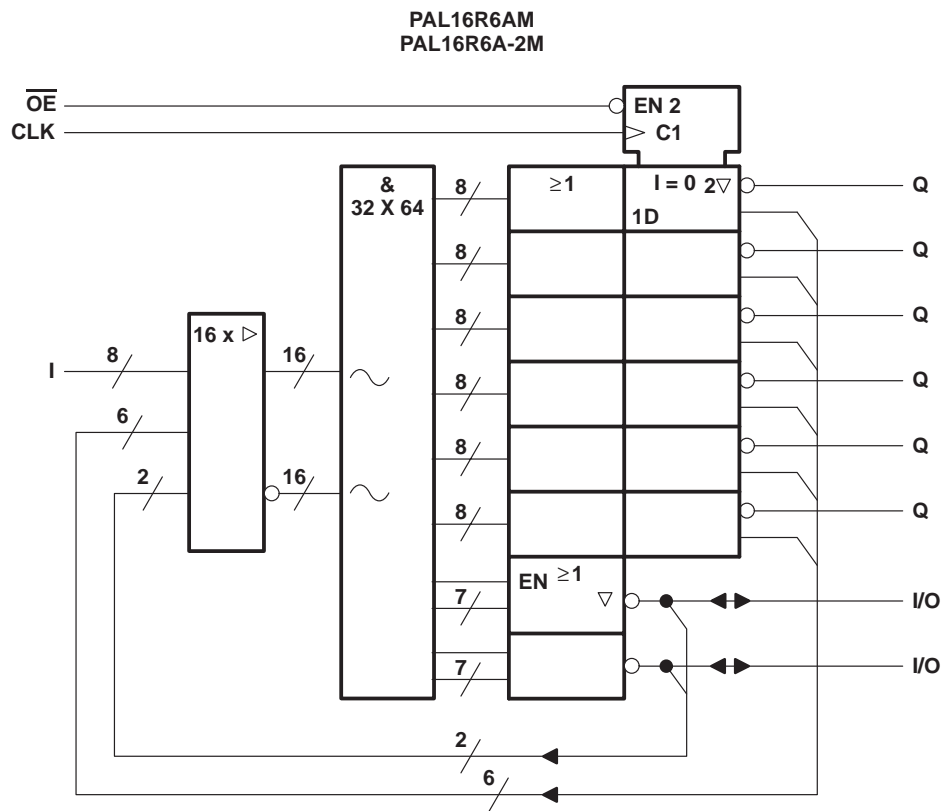 PAL16R6AM
PAL16R6A-2M
OE
EN 2
CLK
C1
&
32 X 64
8
≥1
I = 0
2▽
Q
1D
8
Q
8
Q
16 x ▷
I
8
16
8
Q
6
8
Q
2
16
8
Q
EN
≥1
7
▽
I/O
7
I/O
2
6